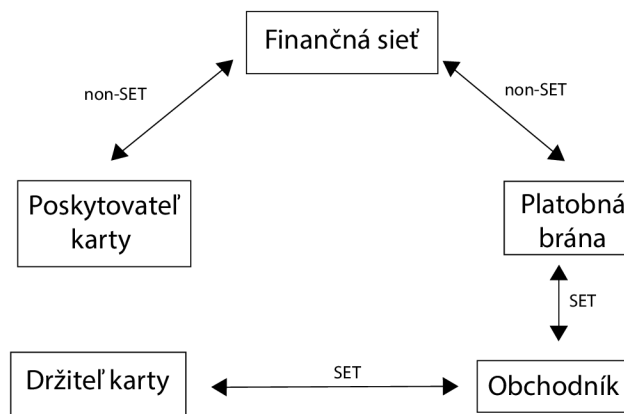 Finančná sieť
non-SET
non-SET
Poskytovateľ
karty
Platobná
brána
SET
Držiteľ karty
SET
Obchodník